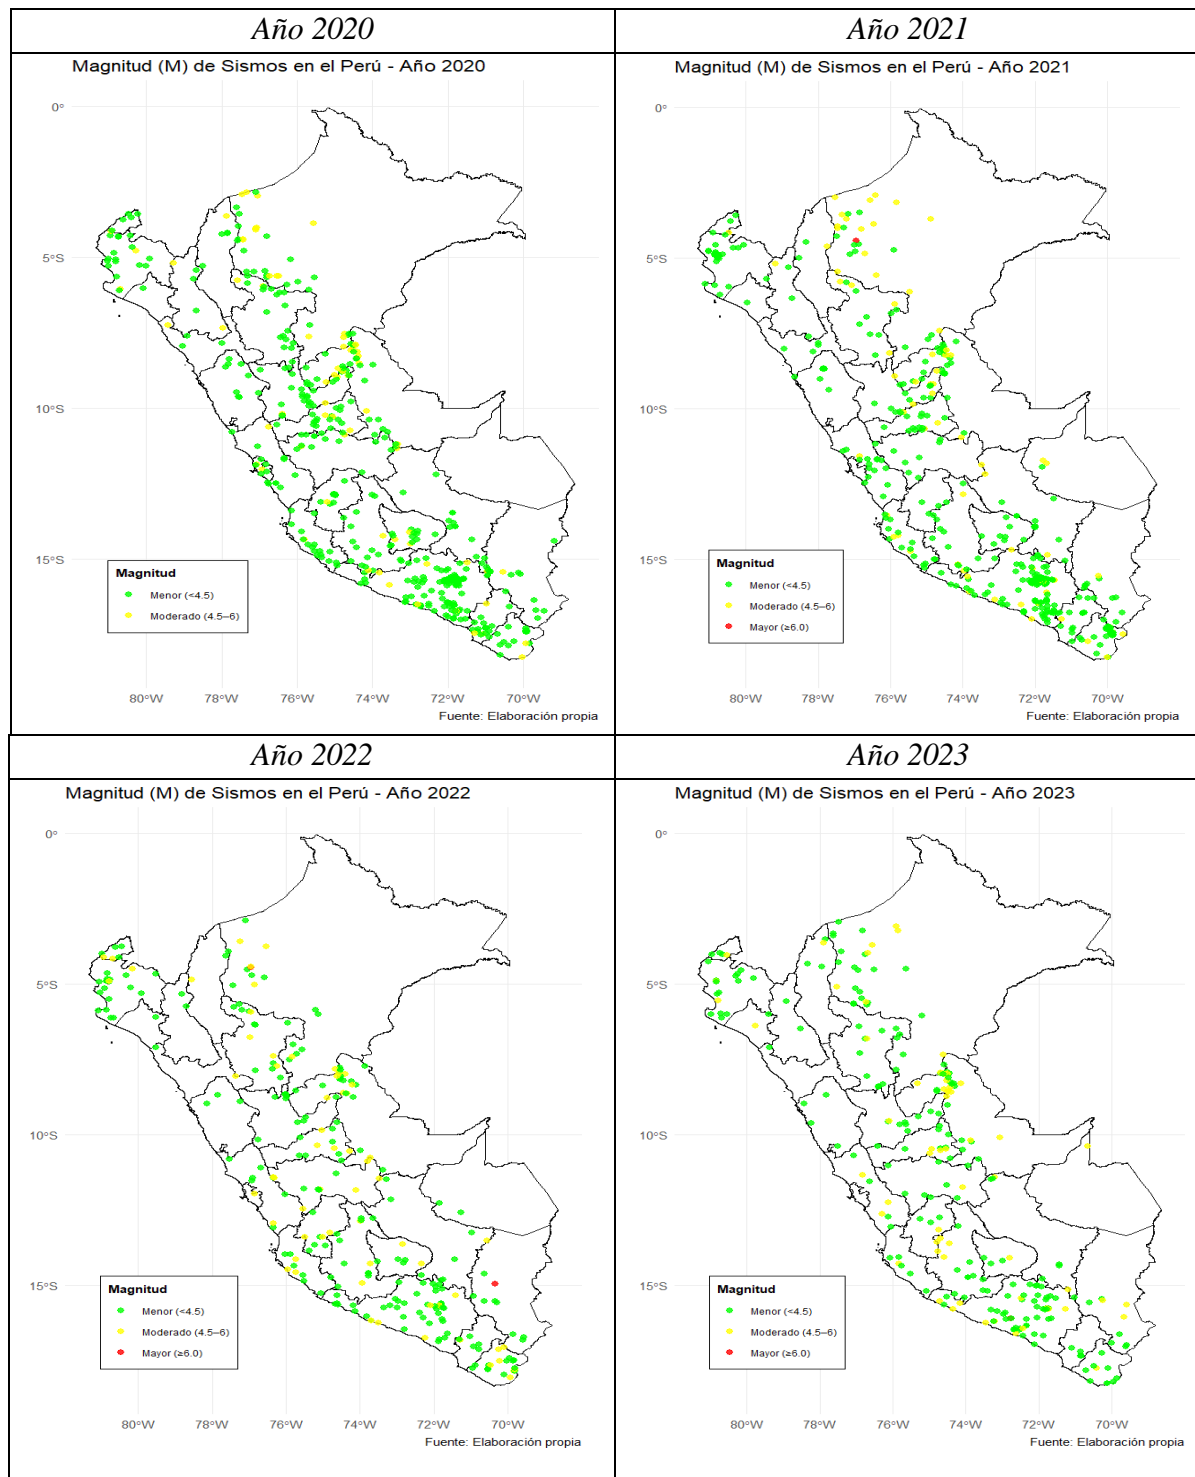 Año 2020
Año 2021
Magnitud (M) de Sismos en el Perú - Año 2020
0°
5°S
10°S
15°S
Magnitud
Menor (<4.5)
Moderado (4.5–6)
80°W 78°W 76°W 74°W 72°W 70°W
Fuente: Elaboración propia
Magnitud (M) de Sismos en el Perú - Año 2021
0°
5°S
10°S
15°S
Magnitud
Menor (<4.5)
Moderado (4.5–6)
Mayor (≥6.0)
80°W 78°W 76°W 74°W 72°W 70°W
Fuente: Elaboración propia
Año 2022
Año 2023
Magnitud (M) de Sismos en el Perú - Año 2022
0°
5°S
10°S
15°S
Magnitud
Menor (<4.5)
Moderado (4.5–6)
Mayor (≥6.0)
80°W 78°W 76°W 74°W 72°W 70°W
Fuente: Elaboración propia
Magnitud (M) de Sismos en el Perú - Año 2023
0°
5°S
10°S
15°S
Magnitud
Menor (<4.5)
Moderado (4.5–6)
Mayor (≥6.0)
80°W 78°W 76°W 74°W 72°W 70°W
Fuente: Elaboración propia